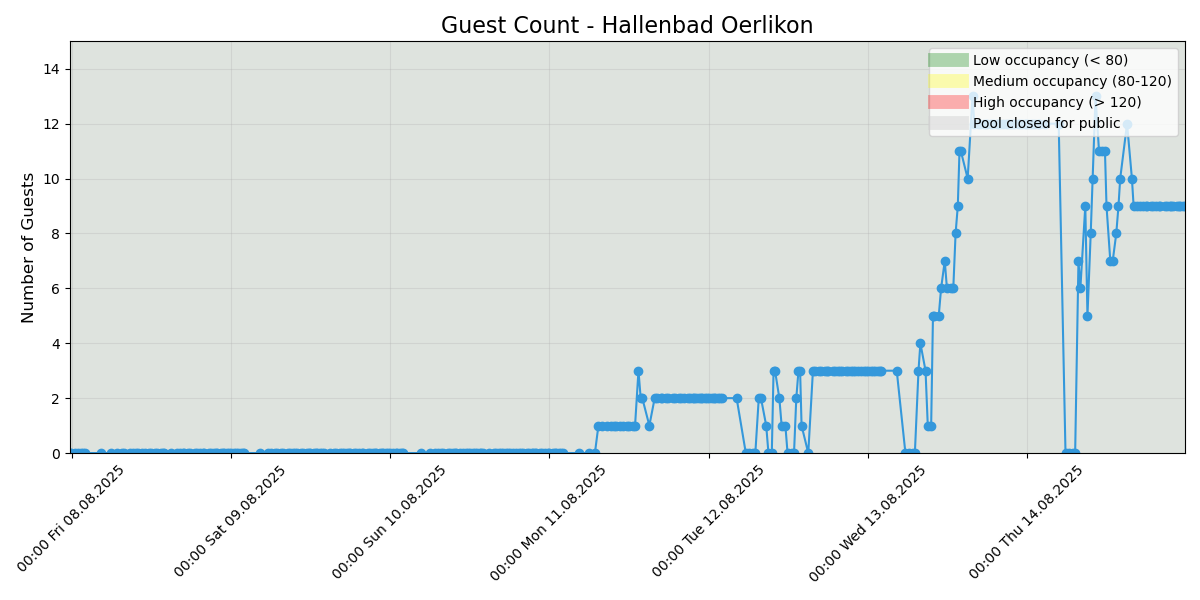 Guest Count - Hallenbad Oerlikon
Low occupancy (< 80)
Medium occupancy (80-120)
High occupancy (> 120)
Pool closed for public
Number of Guests
14
12
10
8
6
4
2
0
00:00 Fri 08.08.2025
00:00 Sat 09.08.2025
00:00 Sun 10.08.2025
00:00 Mon 11.08.2025
00:00 Tue 12.08.2025
00:00 Wed 13.08.2025
00:00 Thu 14.08.2025